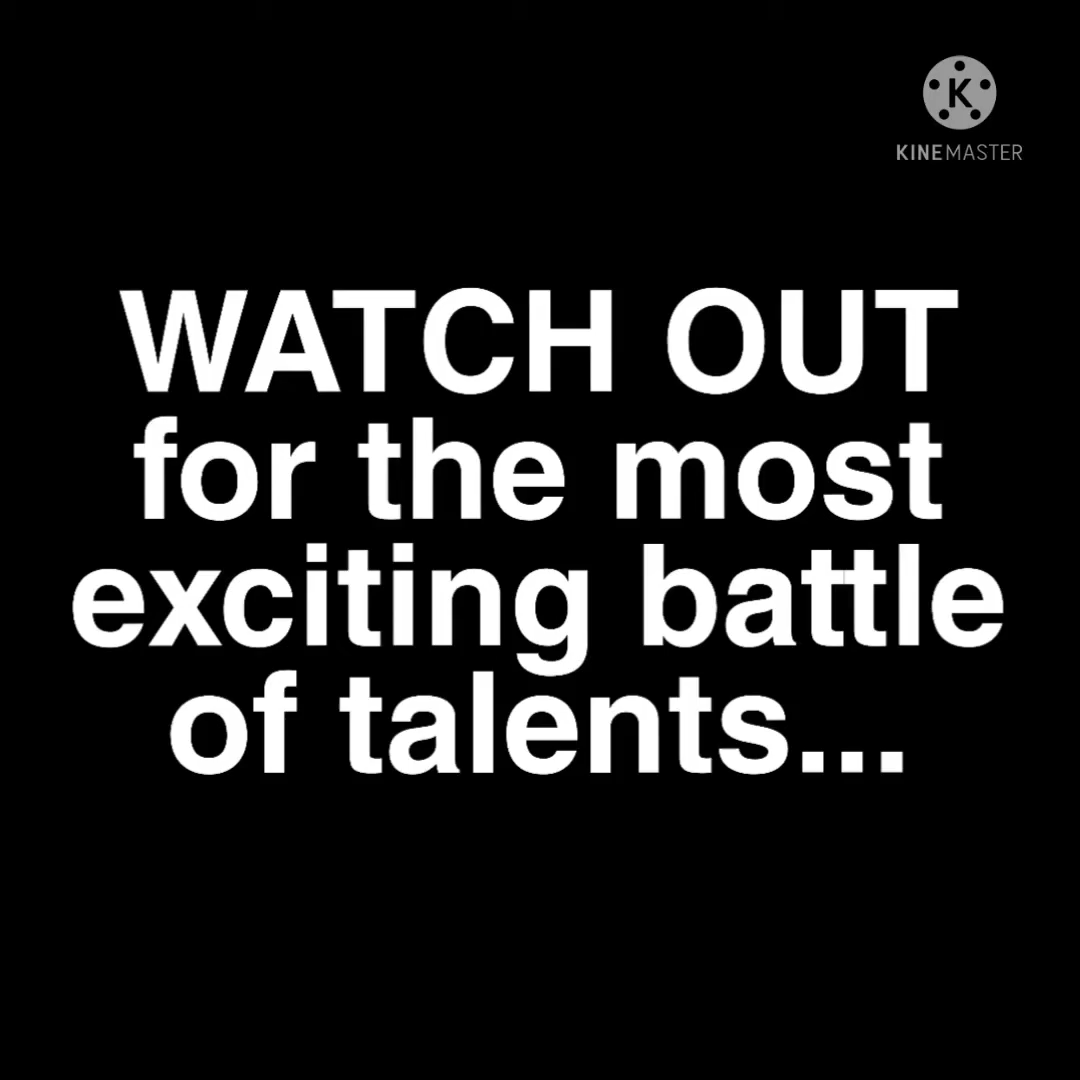 K
KINEMASTER
WATCH OUT
for the most
exciting battle
of talents...